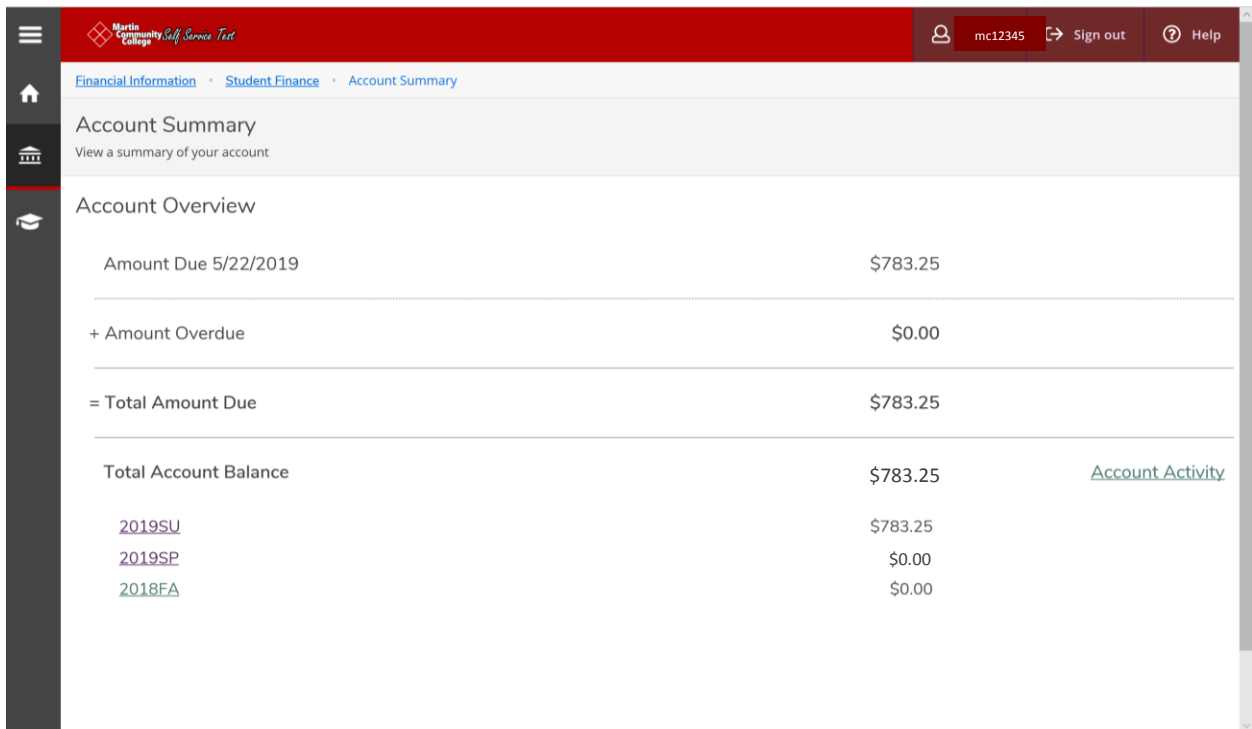 Martin
Community
College
Self Service Test
mc12345
Sign out
Help
Financial Information · Student Finance · Account Summary
Account Summary
View a summary of your account
Account Overview
Amount Due 5/22/2019 $783.25
+ Amount Overdue $0.00
= Total Amount Due $783.25
Total Account Balance $783.25 Account Activity
2019SU $783.25
2019SP $0.00
2018FA $0.00